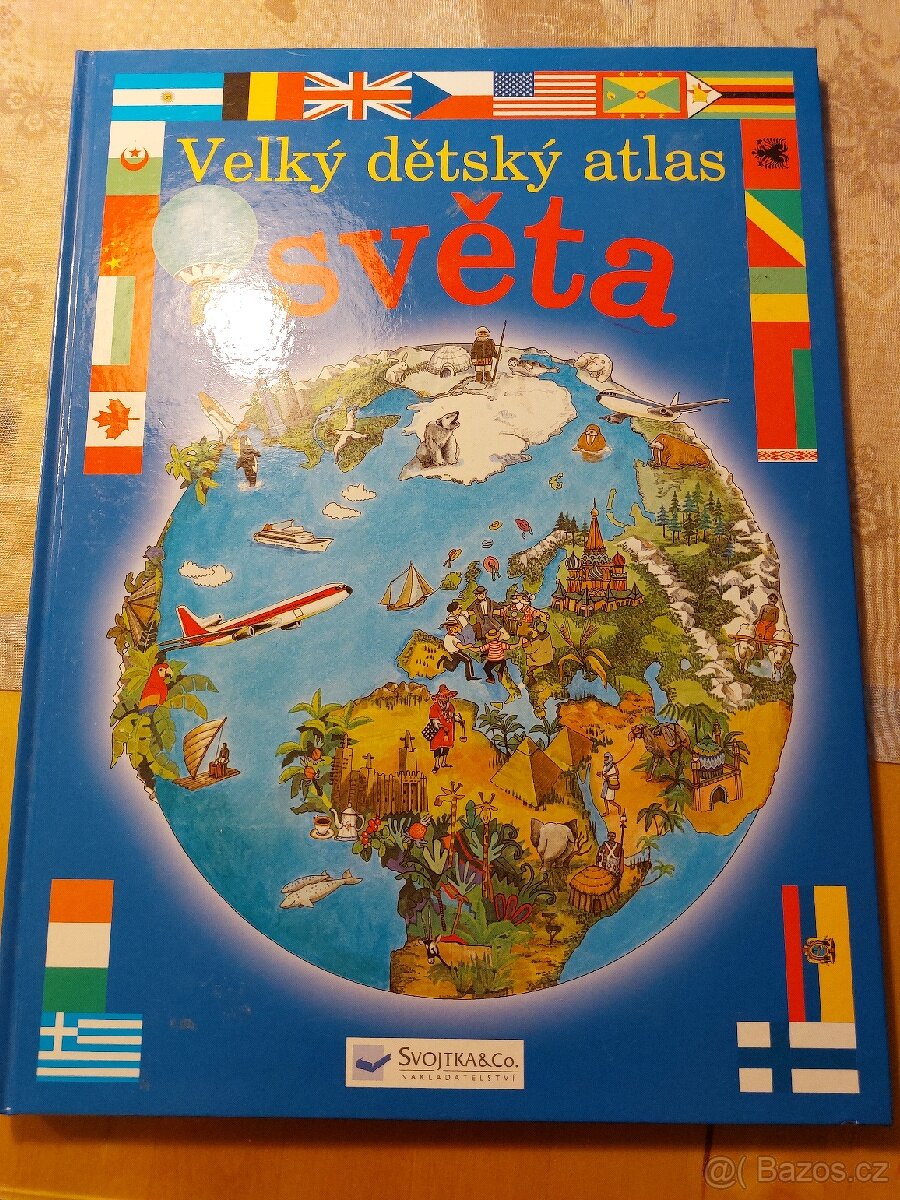 Velký dětský atlas
světa
SVOJTKA&CO.
NAKLADATELSTVÍ
@( Bazos.cz